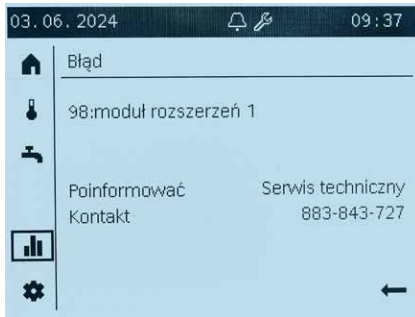 03.06.2024 09:37
Błąd
98:moduł rozszerzeń 1
Poinformować Serwis techniczny
Kontakt 883-843-727